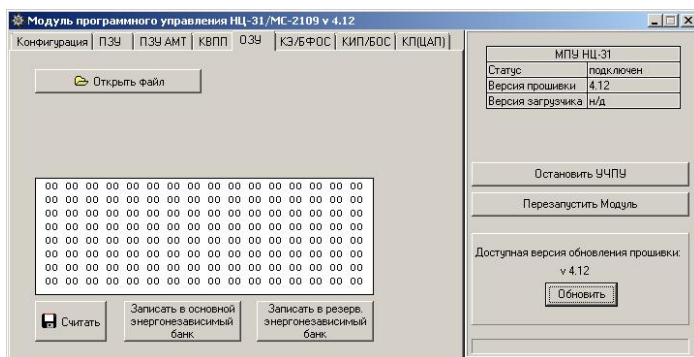 Модуль программного управления НЦ-31/МС-2109 v 4.12
Конфигурация ПЗУ ПЗУ АМТ КВПП ОЗУ КЭ/БФОС КИП/БОС КП(ЦАП)
Открыть файл
00 00 00 00 00 00 00 00 00 00 00 00 00 00 00 00
00 00 00 00 00 00 00 00 00 00 00 00 00 00 00 00
00 00 00 00 00 00 00 00 00 00 00 00 00 00 00 00
00 00 00 00 00 00 00 00 00 00 00 00 00 00 00 00
00 00 00 00 00 00 00 00 00 00 00 00 00 00 00 00
00 00 00 00 00 00 00 00 00 00 00 00 00 00 00 00
00 00 00 00 00 00 00 00 00 00 00 00 00 00 00 00
00 00 00 00 00 00 00 00 00 00 00 00 00 00 00 00
Считать
Записать в основной
энергонезависимый
банк
Записать в резерв.
энергонезависимый
банк
МПУ НЦ-31
Статус подключен
Версия прошивки 4.12
Версия загрузчика н/д
Остановить УЧПУ
Перезапустить Модуль
Доступная версия обновления прошивки:
v 4.12
Обновить